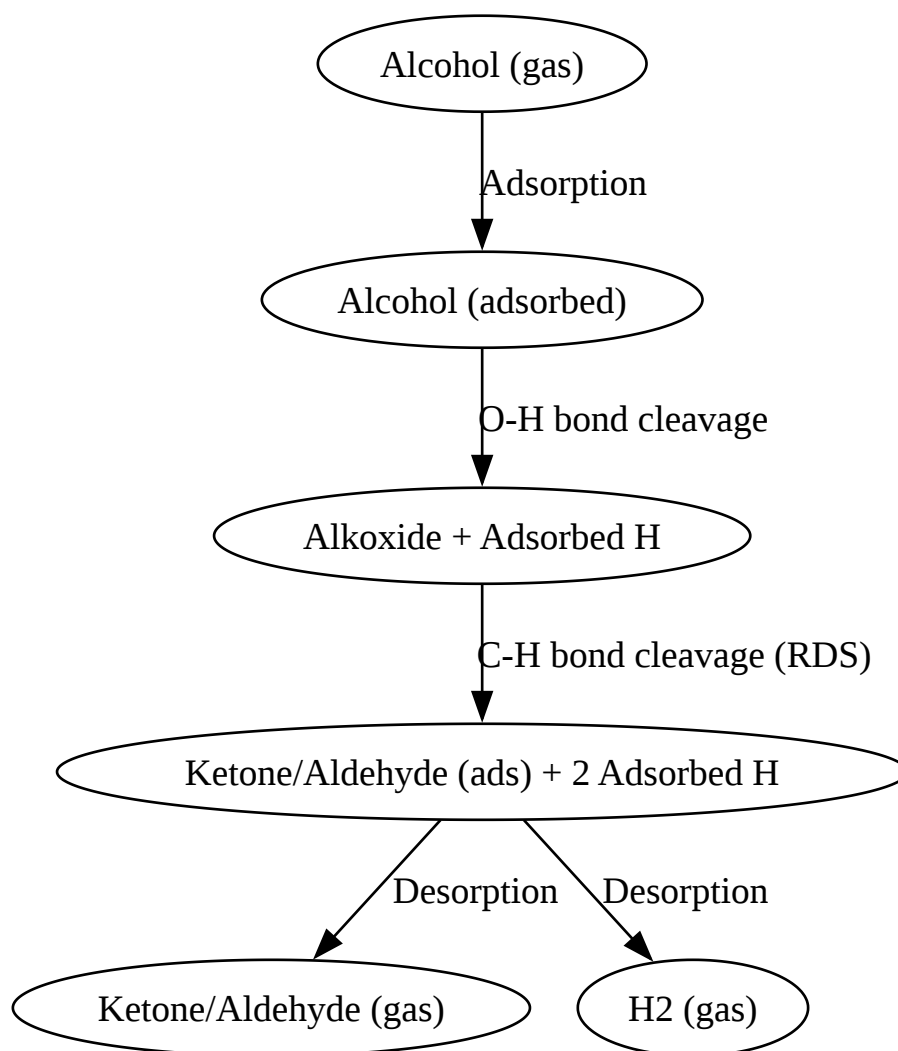 Alcohol (gas)
Adsorption
Alcohol (adsorbed)
O-H bond cleavage
Alkoxide + Adsorbed H
C-H bond cleavage (RDS)
Ketone/Aldehyde (ads) + 2 Adsorbed H
Desorption
Desorption
Ketone/Aldehyde (gas)
H2 (gas)